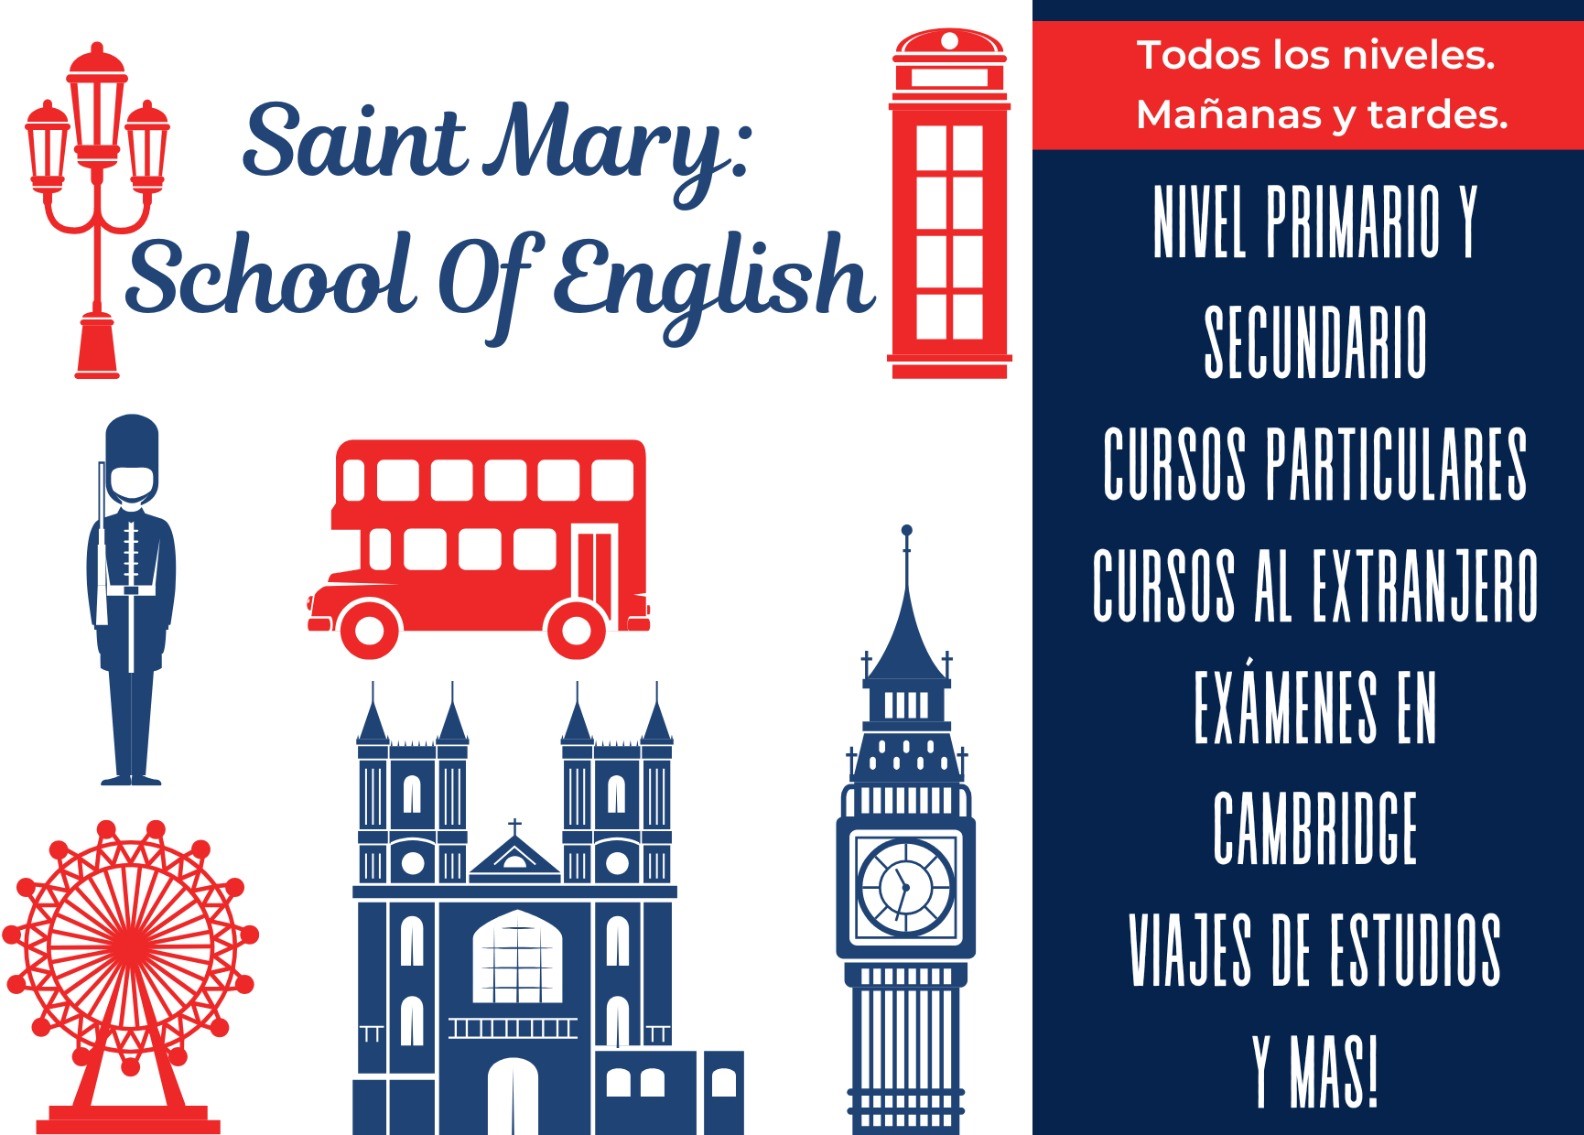 Saint Mary:
School Of English
Todos los niveles.
Mañanas y tardes.
NIVEL PRIMARIO Y
SECUNDARIO
CURSOS PARTICULARES
CURSOS AL EXTRANJERO
EXÁMENES EN
CAMBRIDGE
VIAJES DE ESTUDIOS
Y MAS!